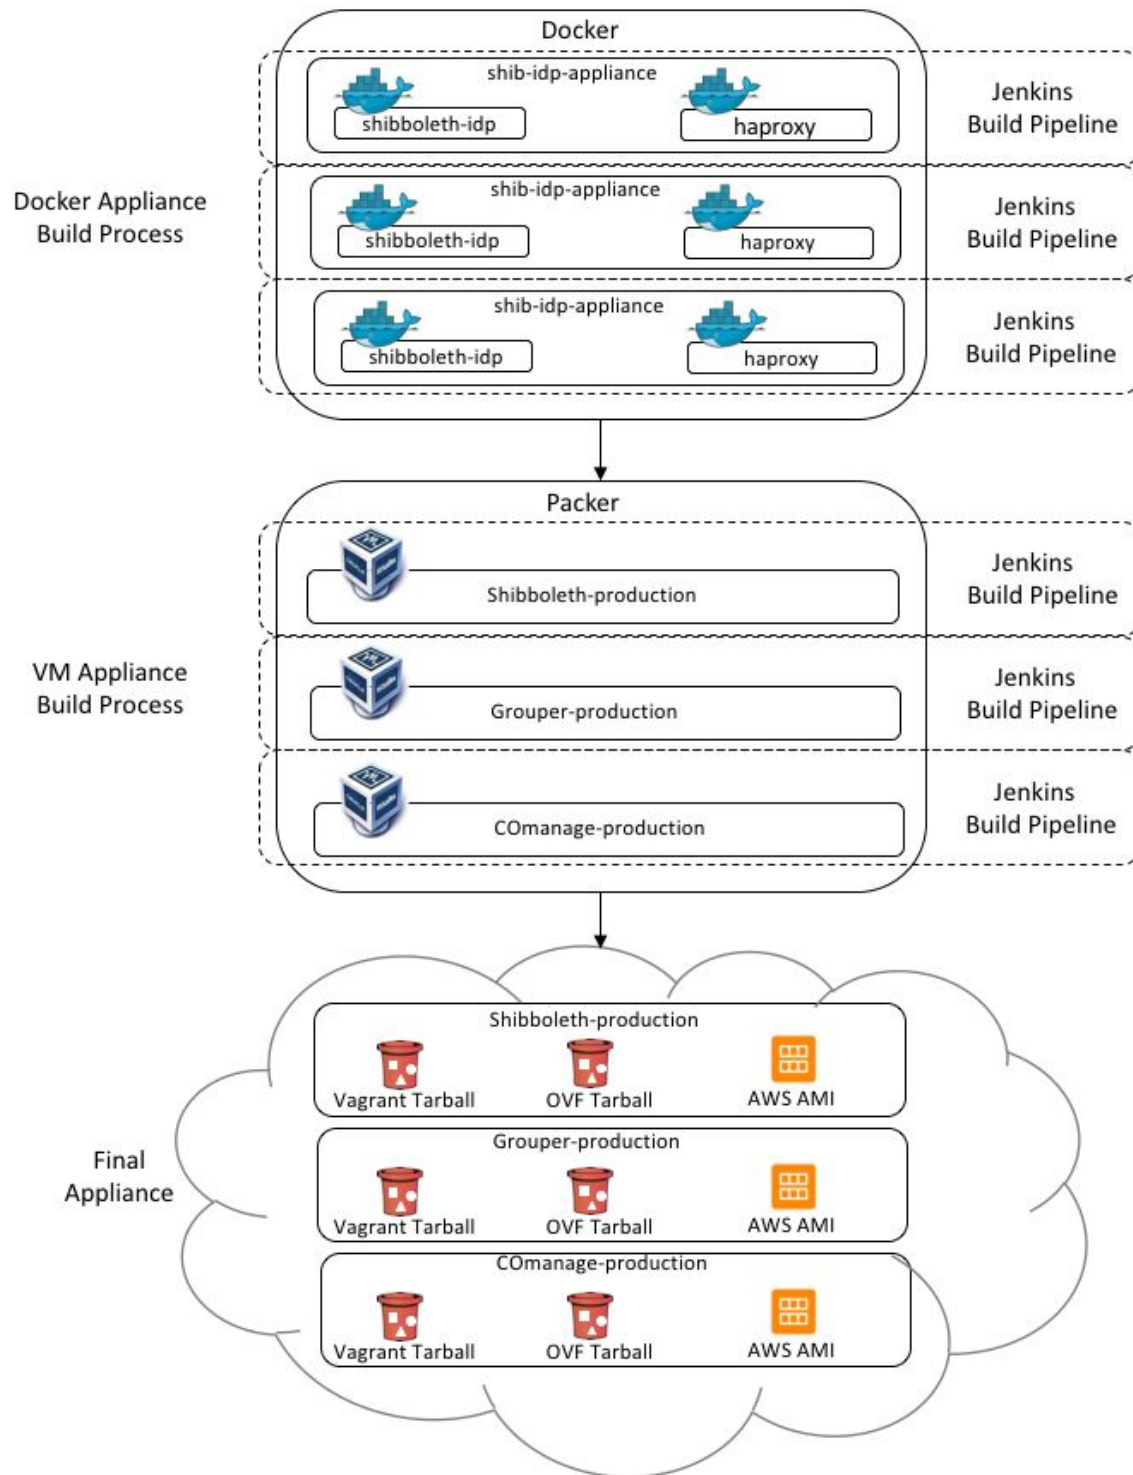 Docker
shib-idp-appliance
shibboleth-idp
haproxy
Jenkins
Build Pipeline
Docker Appliance
Build Process
shib-idp-appliance
shibboleth-idp
haproxy
Jenkins
Build Pipeline
shib-idp-appliance
shibboleth-idp
haproxy
Jenkins
Build Pipeline
Packer
Shibboleth-production
Jenkins
Build Pipeline
VM Appliance
Build Process
Grouper-production
Jenkins
Build Pipeline
COmanage-production
Jenkins
Build Pipeline
Shibboleth-production
Vagrant Tarball
OVF Tarball
AWS AMI
Final
Appliance
Grouper-production
Vagrant Tarball
OVF Tarball
AWS AMI
COmanage-production
Vagrant Tarball
OVF Tarball
AWS AMI